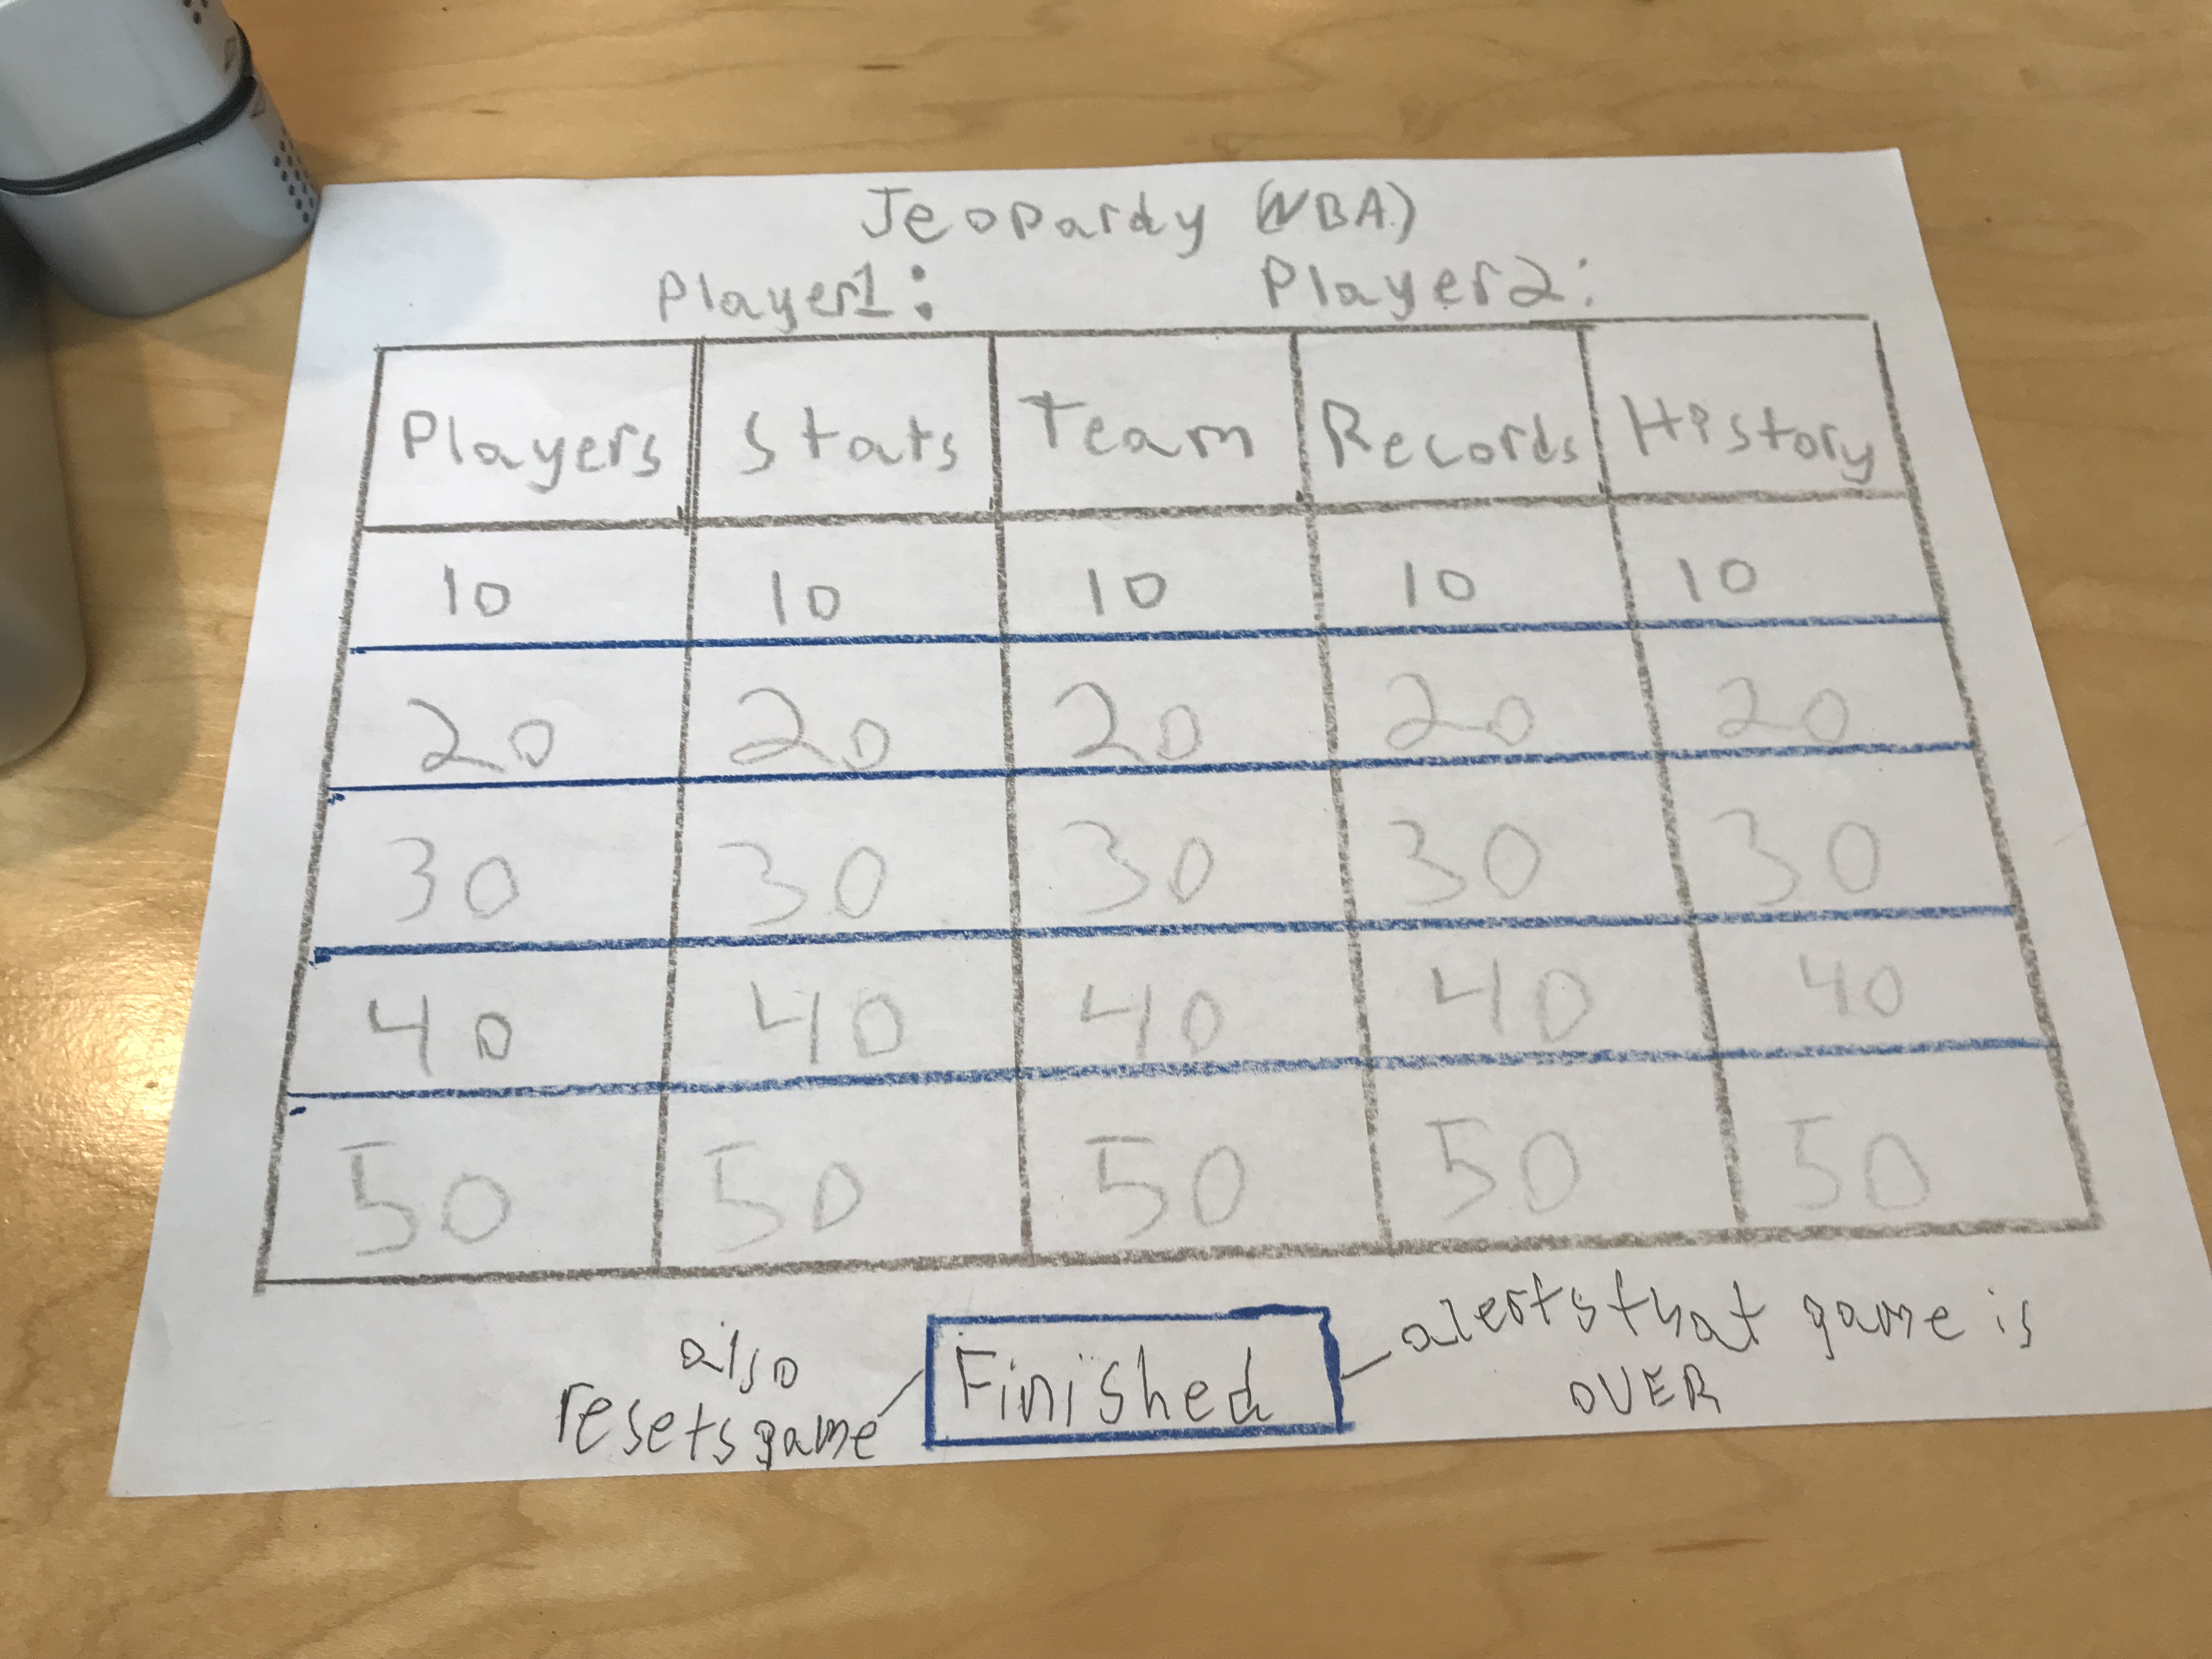 Jeopardy (NBA)
Player1: Player2:
Players Stats Team Records History
10 10 10 10 10
20 20 20 20 20
30 30 30 30 30
40 40 40 40 40
50 50 50 50 50
also
resets game
Finished
alerts that game is
OVER